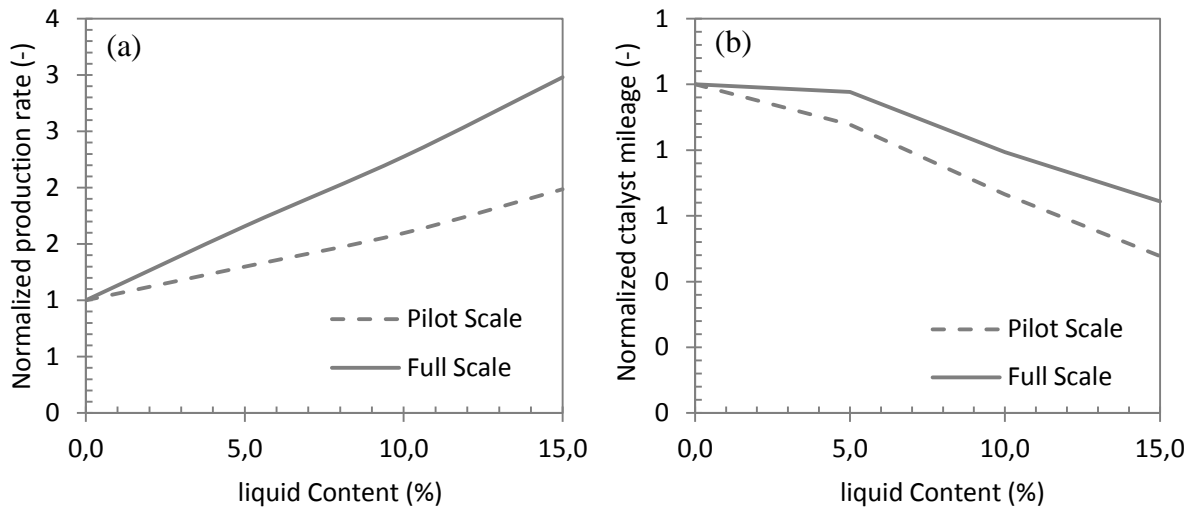 (a)
Normalized production rate (-)
4
3
3
2
2
1
1
0
0,0 5,0 10,0 15,0
liquid Content (%)
Pilot Scale
Full Scale
(b)
Normalized ctalyst mileage (-)
1
1
1
1
0
0
0
0,0 5,0 10,0 15,0
liquid Content (%)
Pilot Scale
Full Scale